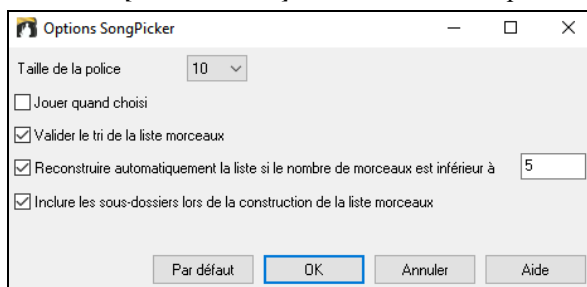 Options SongPicker
Taille de la police 10
Jouer quand choisi
Valider le tri de la liste morceaux
Reconstruire automatiquement la liste si le nombre de morceaux est inférieur à 5
Inclure les sous-dossiers lors de la construction de la liste morceaux
Par défaut OK Annuler Aide